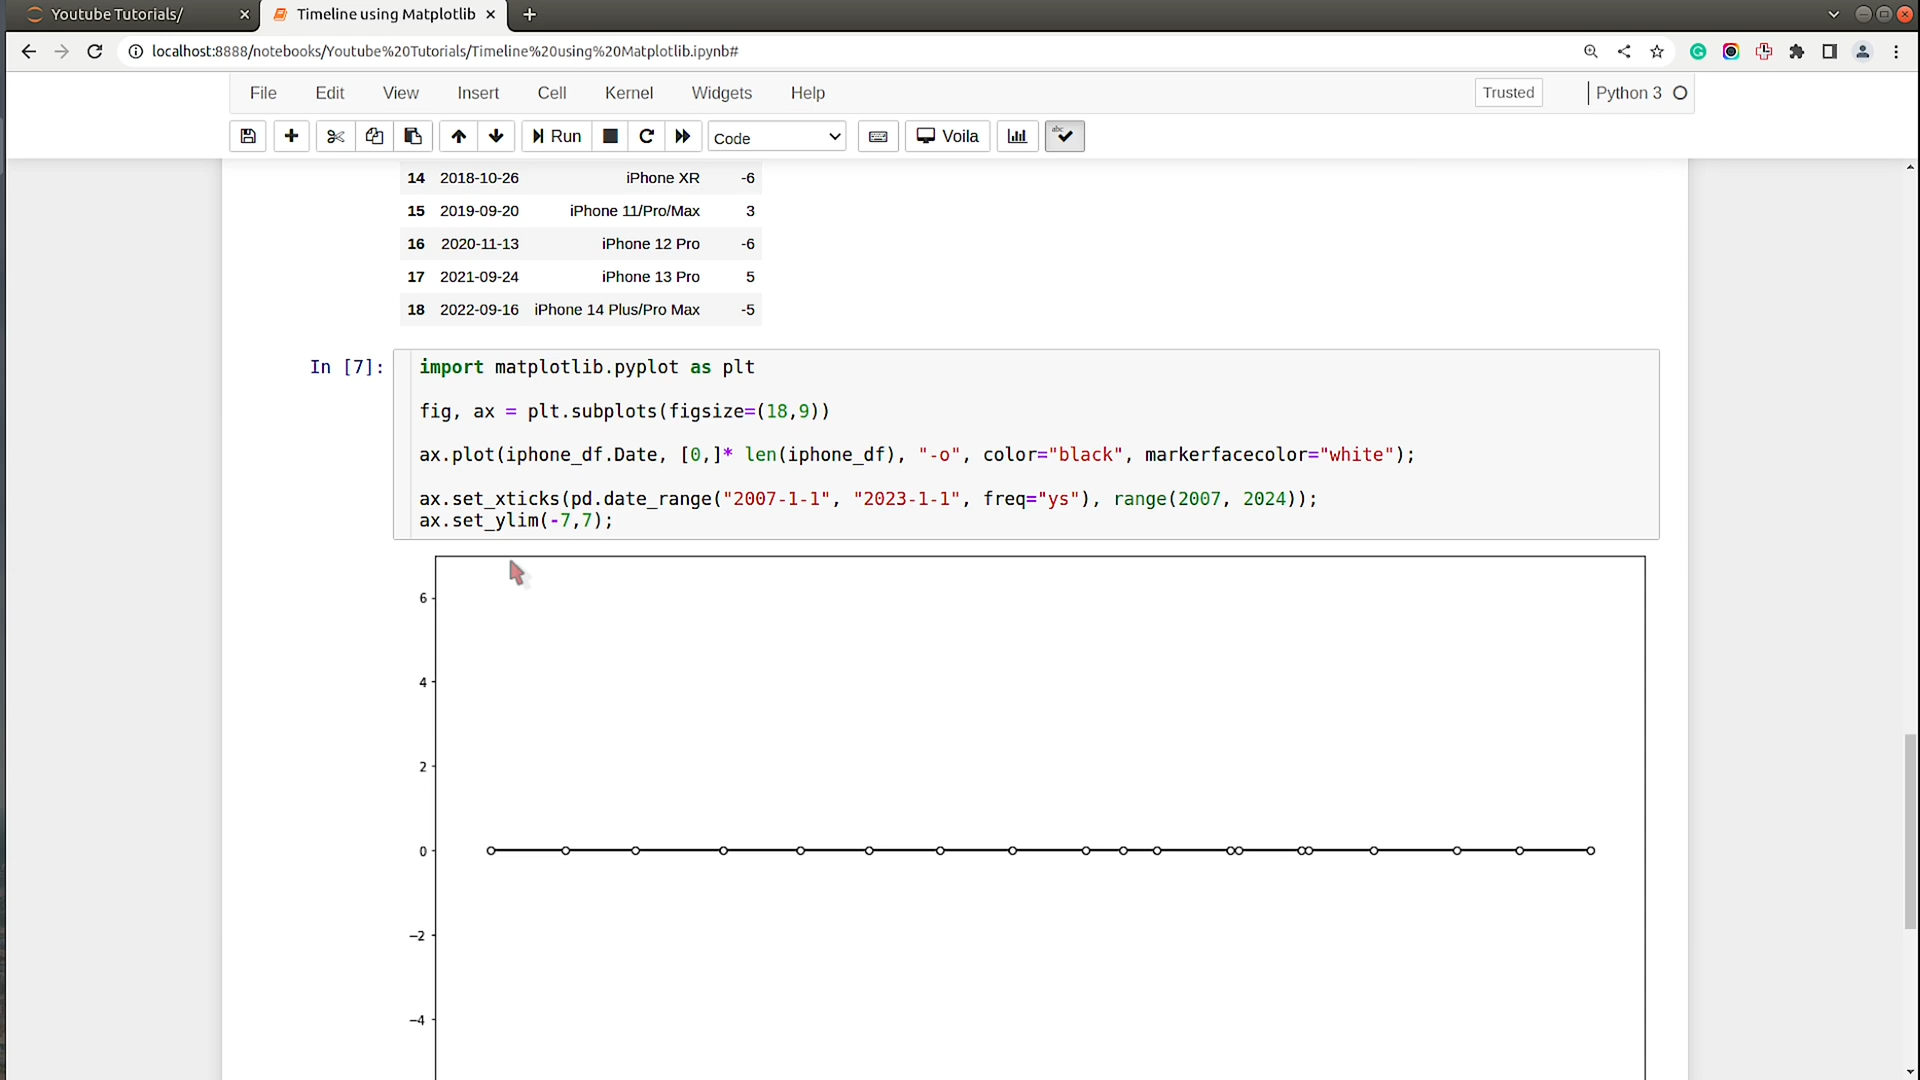 Youtube Tutorials/
Timeline using Matplotlib
localhost:8888/notebooks/Youtube%20Tutorials/Timeline%20using%20Matplotlib.ipynb#
File Edit View Insert Cell Kernel Widgets Help Trusted Python 3
Run Code Voila abc
14 2018-10-26 iPhone XR -6
15 2019-09-20 iPhone 11/Pro/Max 3
16 2020-11-13 iPhone 12 Pro -6
17 2021-09-24 iPhone 13 Pro 5
18 2022-09-16 iPhone 14 Plus/Pro Max -5
In [7]: import matplotlib.pyplot as plt
fig, ax = plt.subplots(figsize=(18,9))
ax.plot(iphone_df.Date, [0,]* len(iphone_df), "-o", color="black", markerfacecolor="white");
ax.set_xticks(pd.date_range("2007-1-1", "2023-1-1", freq="ys"), range(2007, 2024));
ax.set_ylim(-7,7);
6
4
2
0
−2
−4